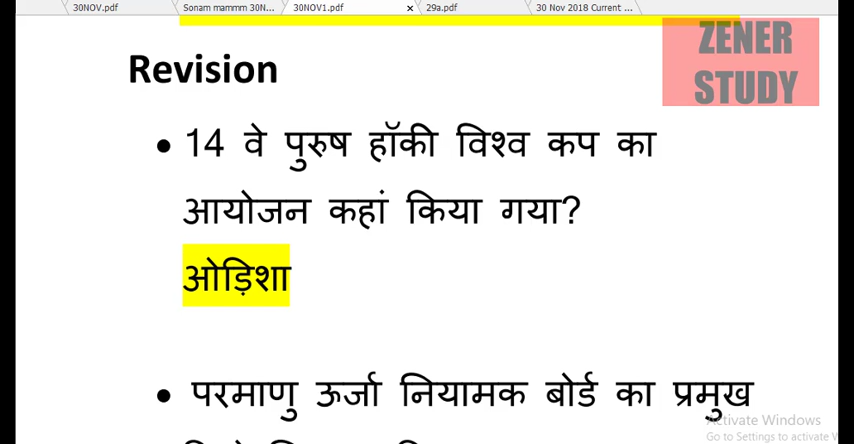 30NOV.pdf
Sonam mammm 30N...
30NOV1.pdf
×
29a.pdf
30 Nov 2018 Current ...
ZENER
STUDY
Revision
• 14 वे पुरुष हॉकी विश्व कप का
आयोजन कहां किया गया?
ओड़िशा
• परमाणु ऊर्जा नियामक बोर्ड का प्रमुख
Activate Windows
Go to Settings to activate